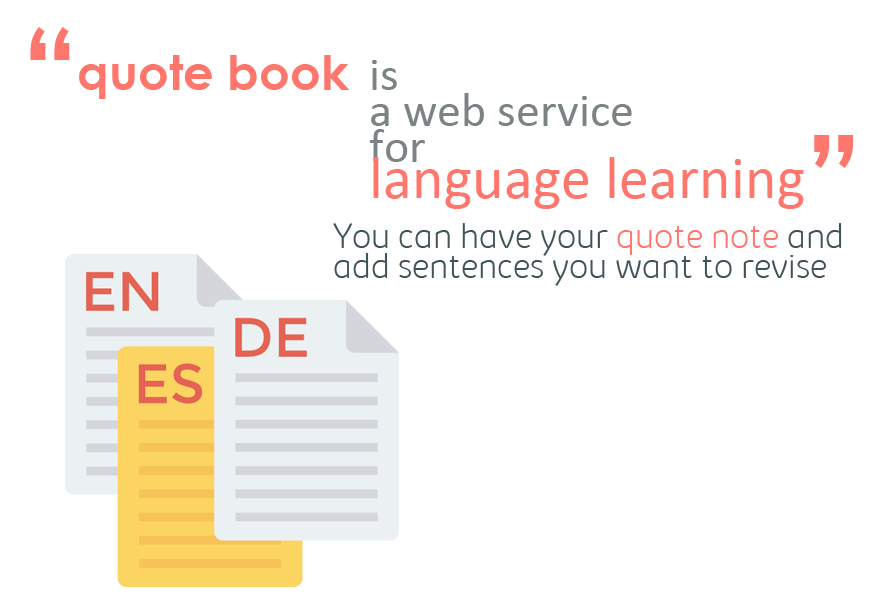 “quote book is
a web service
for
language learning”
You can have your quote note and
add sentences you want to revise
EN
DE
ES